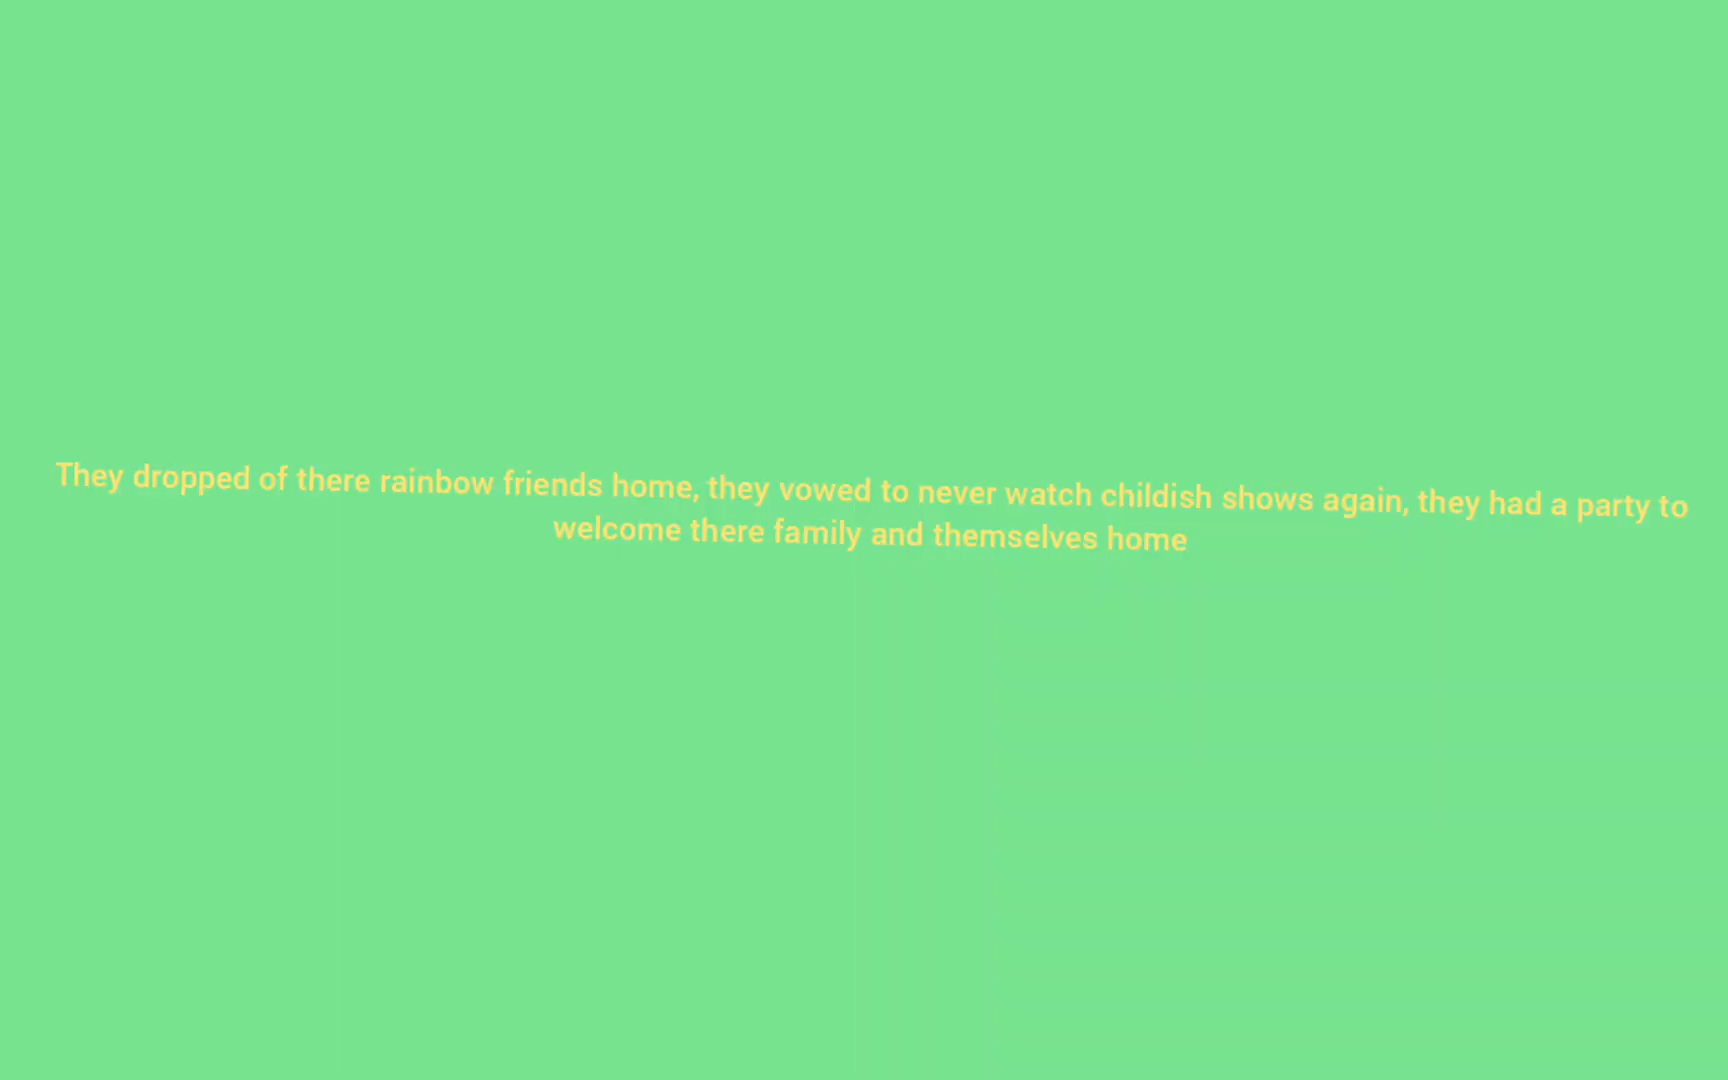 They dropped of there rainbow friends home, they vowed to never watch childish shows again, they had a party to
welcome there family and themselves home